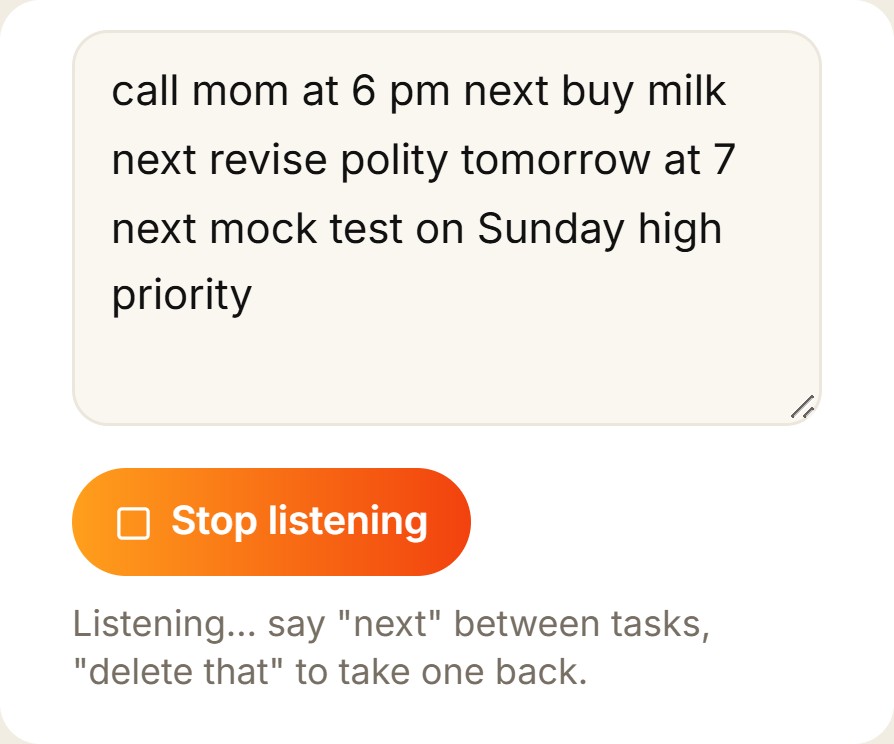 call mom at 6 pm next buy milk
next revise polity tomorrow at 7
next mock test on Sunday high
priority
Stop listening
Listening... say "next" between tasks,
"delete that" to take one back.